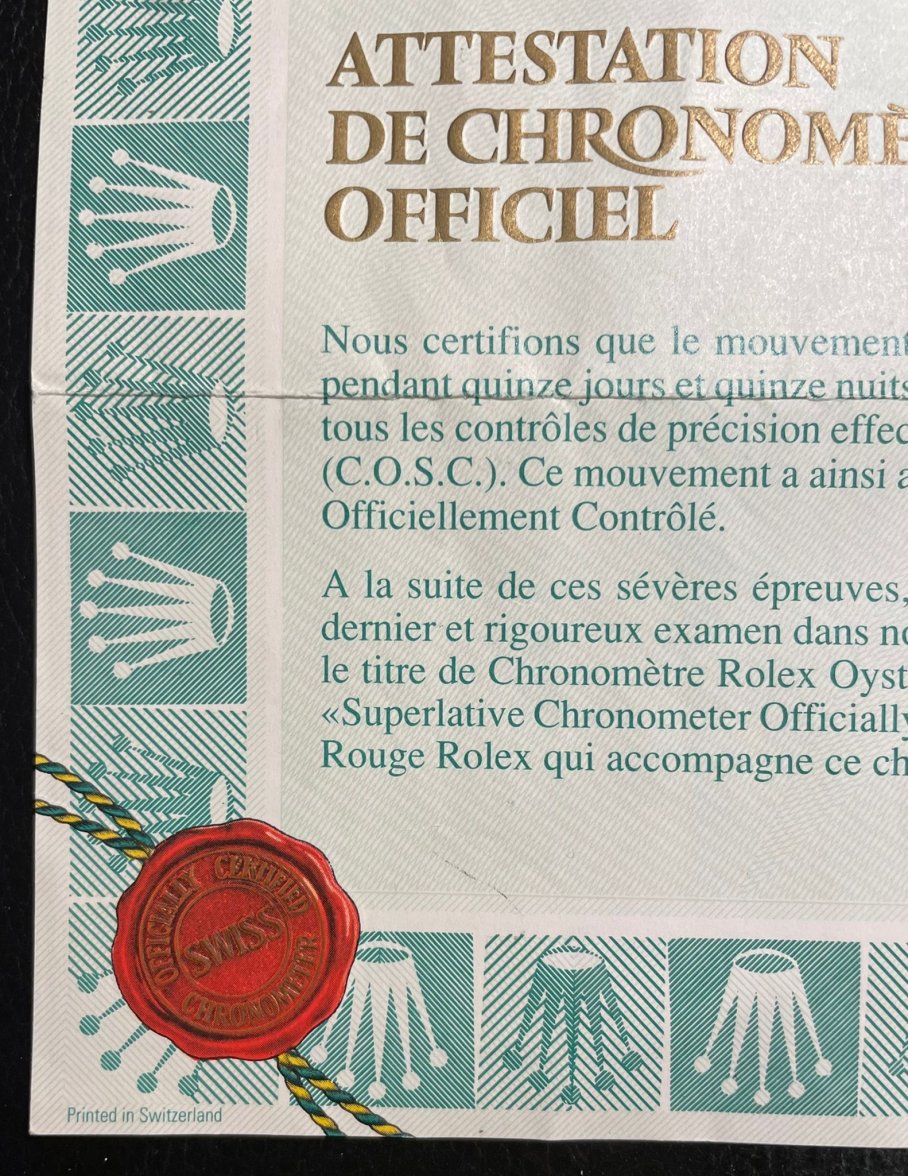 ATTESTATION
DE CHRONOMÈ
OFFICIEL
Nous certifions que le mouvement
pendant quinze jours et quinze nuits
tous les contrôles de précision effec
(C.O.S.C.). Ce mouvement a ainsi a
Officiellement Contrôlé.
A la suite de ces sévères épreuves,
dernier et rigoureux examen dans no
le titre de Chronomètre Rolex Oyst
«Superlative Chronometer Officially
Rouge Rolex qui accompagne ce ch
OFFICIALLY CERTIFIED
SWISS
CHRONOMETER
Printed in Switzerland